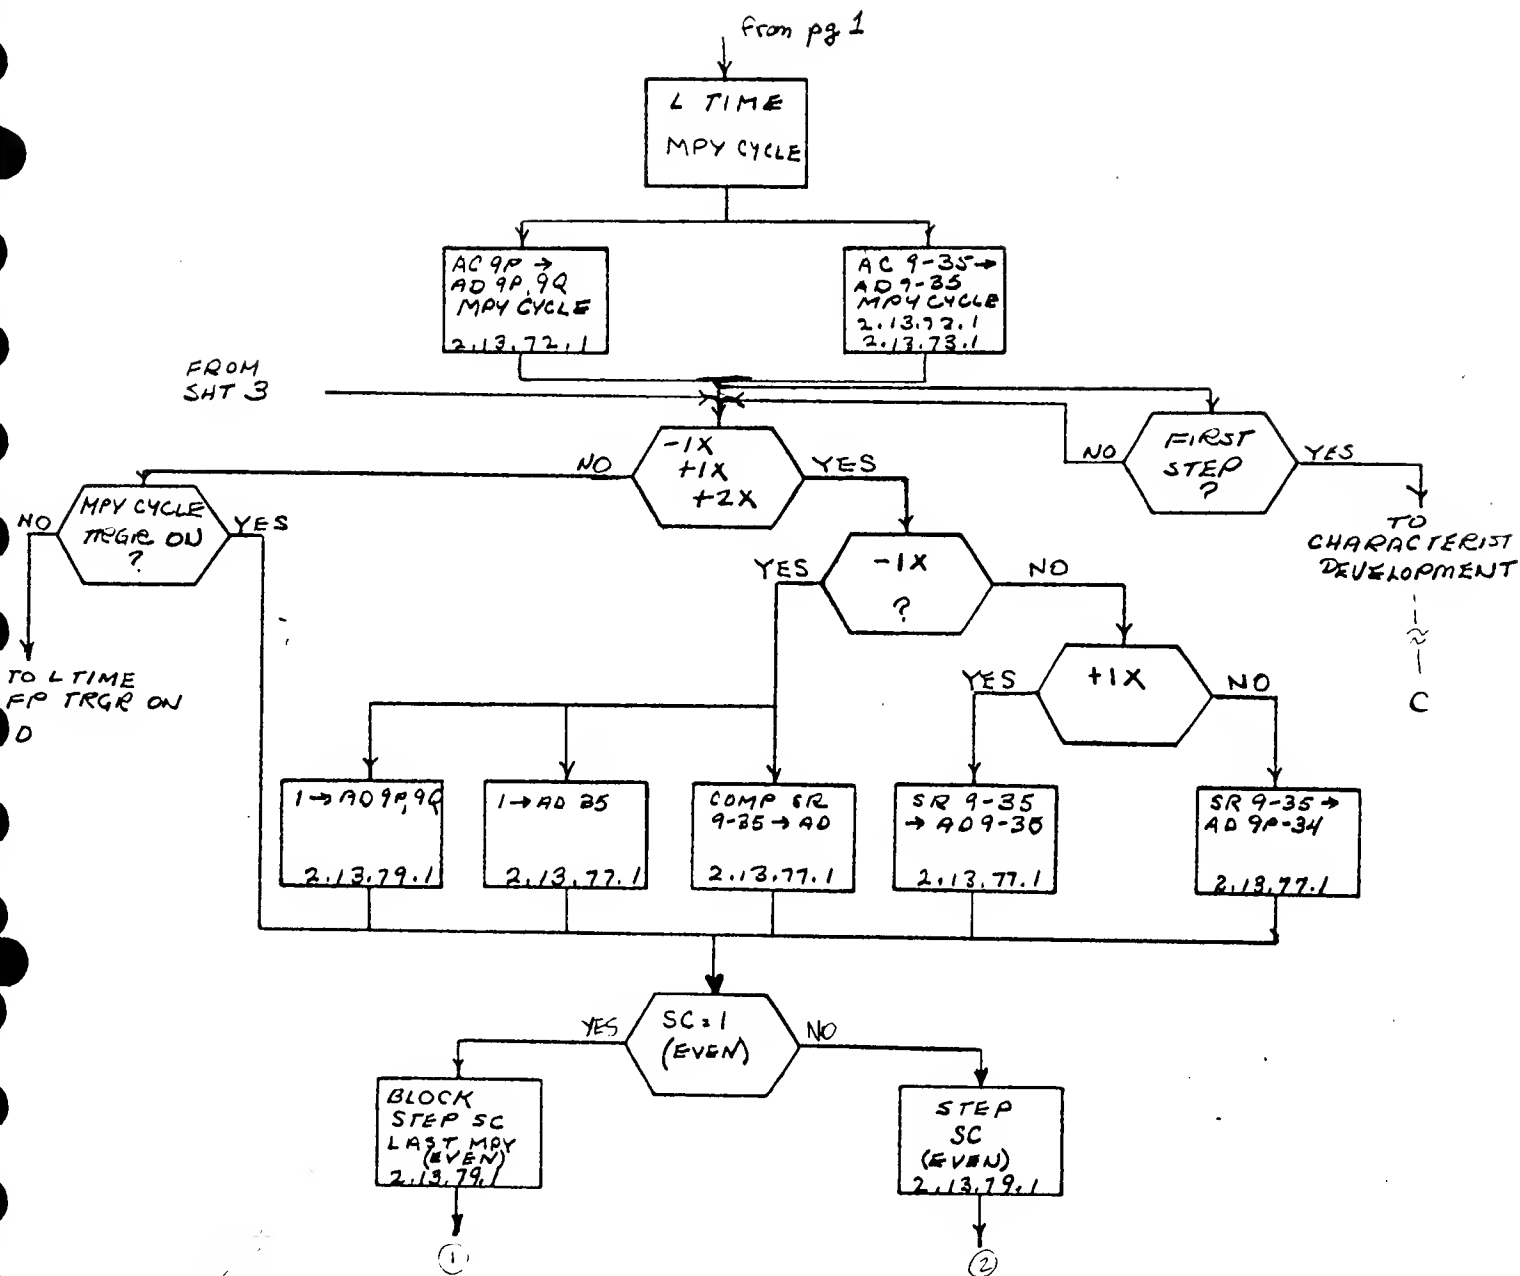 from pg 1
L TIME
MPY CYCLE
AC 9P →
AD 9P, 9Q
MPY CYCLE
2.13.72.1
AC 9-35→
AD 9-35
MPY CYCLE
2.13.72.1
2.13.73.1
FROM
SHT 3
-1X
+1X
+2X
NO
YES
FIRST
STEP
?
NO
YES
TO
CHARACTERIST
DEVELOPMENT
C
MPY CYCLE
TRGR ON
?
NO
YES
TO L TIME
FP TRGR ON
D
-1X
?
YES
NO
+1X
YES
NO
1→AD 9P, 9Q
2.13.79.1
1→AD 35
2.13.77.1
COMP SR
9-35→AD
2.13.77.1
SR 9-35
→ AD 9-35
2.13.77.1
SR 9-35 →
AD 9P-34
2.13.77.1
SC=1
(EVEN)
YES
NO
BLOCK
STEP SC
LAST MPY
(EVEN)
2.13.79.1
STEP
SC
(EVEN)
2.13.79.1
1
2